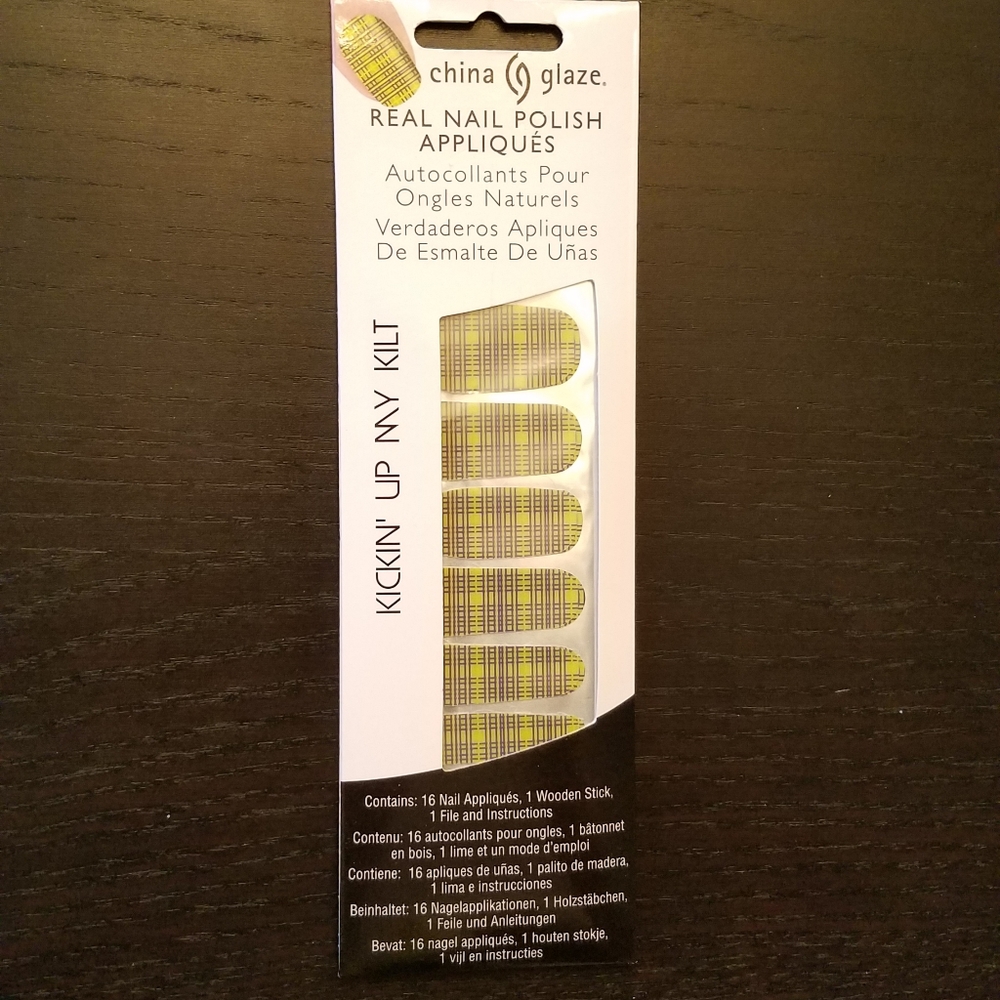 china glaze®
REAL NAIL POLISH
APPLIQUÉS
Autocollants Pour
Ongles Naturels
Verdaderos Apliques
De Esmalte De Uñas
KICKIN' UP MY KILT
Contains: 16 Nail Appliqués, 1 Wooden Stick,
1 File and Instructions
Contenu: 16 autocollants pour ongles, 1 bâtonnet
en bois, 1 lime et un mode d'emploi
Contiene: 16 apliques de uñas, 1 palito de madera,
1 lima e instrucciones
Beinhaltet: 16 Nagelapplikationen, 1 Holzstäbchen,
1 Feile und Anleitungen
Bevat: 16 nagel appliqués, 1 houten stokje,
1 vijl en instructies